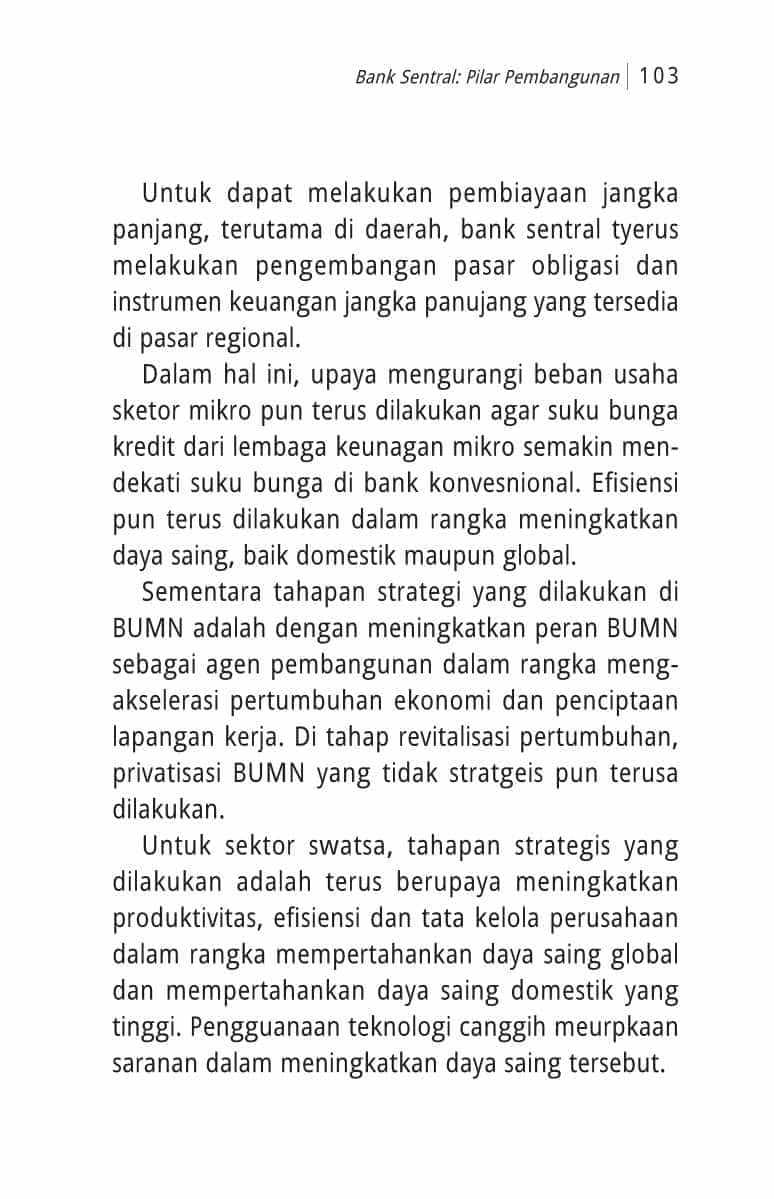 Bank Sentral: Pilar Pembangunan | 103
Untuk dapat melakukan pembiayaan jangka
panjang, terutama di daerah, bank sentral tyerus
melakukan pengembangan pasar obligasi dan
instrumen keuangan jangka panujang yang tersedia
di pasar regional.
Dalam hal ini, upaya mengurangi beban usaha
sketor mikro pun terus dilakukan agar suku bunga
kredit dari lembaga keunagan mikro semakin men-
dekati suku bunga di bank konvesnional. Efisiensi
pun terus dilakukan dalam rangka meningkatkan
daya saing, baik domestik maupun global.
Sementara tahapan strategi yang dilakukan di
BUMN adalah dengan meningkatkan peran BUMN
sebagai agen pembangunan dalam rangka meng-
akselerasi pertumbuhan ekonomi dan penciptaan
lapangan kerja. Di tahap revitalisasi pertumbuhan,
privatisasi BUMN yang tidak stratgeis pun terusa
dilakukan.
Untuk sektor swatsa, tahapan strategis yang
dilakukan adalah terus berupaya meningkatkan
produktivitas, efisiensi dan tata kelola perusahaan
dalam rangka mempertahankan daya saing global
dan mempertahankan daya saing domestik yang
tinggi. Pengguanaan teknologi canggih meurpkaan
saranan dalam meningkatkan daya saing tersebut.